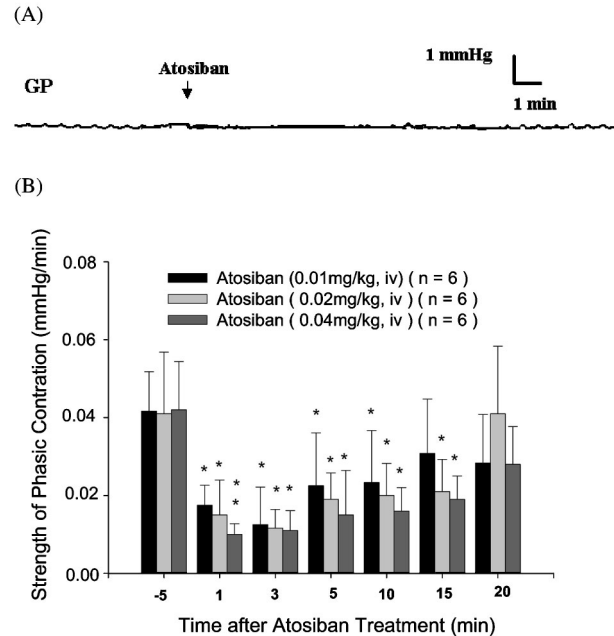 (A)
1 mmHg
Atosiban
GP
1 min
(B)
Strength of Phasic Contration (mmHg/min)
0.08
0.06
0.04
0.02
0.00
Atosiban (0.01mg/kg, iv) ( n = 6 )
Atosiban ( 0.02mg/kg, iv ) ( n = 6 )
Atosiban ( 0.04mg/kg, iv ) ( n = 6 )
* * * *
* * *
* * *
* * *
* *
-5 1 3 5 10 15 20
Time after Atosiban Treatment (min)